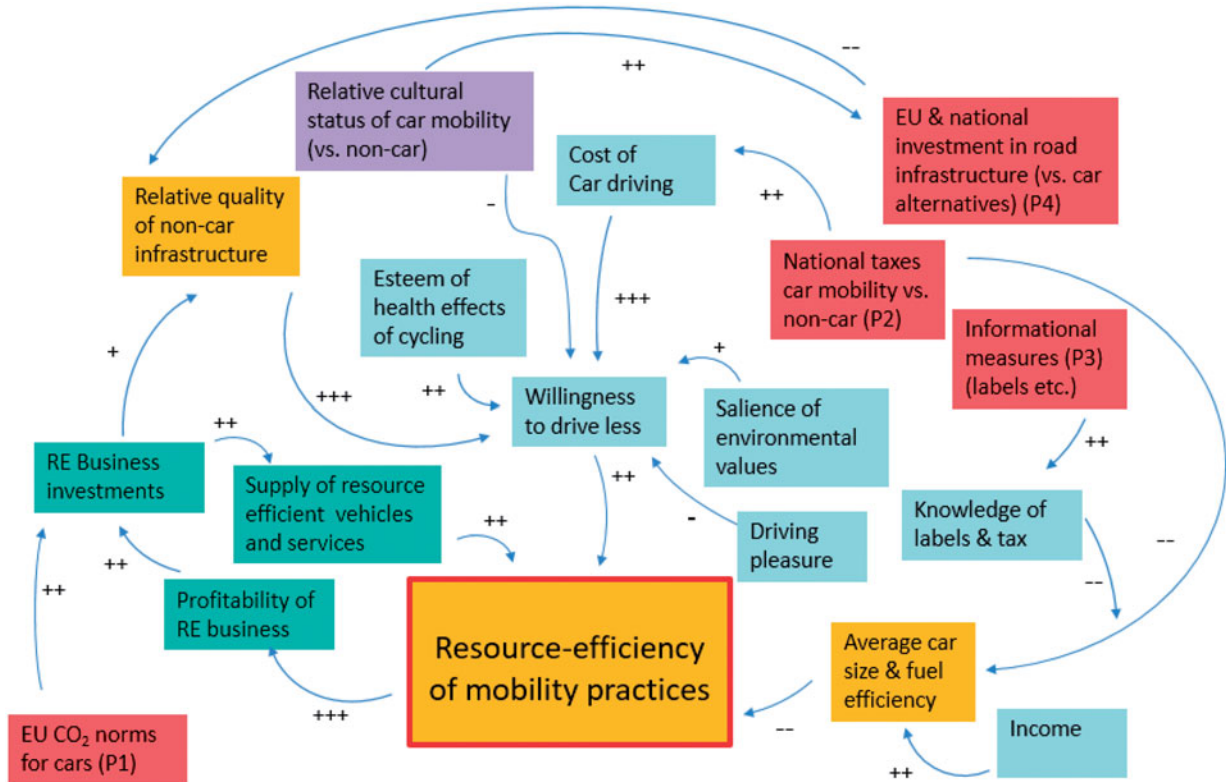 --
++
Relative cultural
status of car mobility
(vs. non-car)
EU & national
investment in road
infrastructure (vs. car
alternatives) (P4)
Cost of
Car driving
Relative quality
of non-car
infrastructure
-
++
National taxes
car mobility vs.
non-car (P2)
Esteem of
health effects
of cycling
+++
Informational
measures (P3)
(labels etc.)
+
+
+++
++
Willingness
to drive less
Salience of
environmental
values
++
RE Business
investments
++
++
Supply of resource
efficient vehicles
and services
++
-
Driving
pleasure
Knowledge of
labels & tax
--
++
++
Profitability of
RE business
--
Resource-efficiency
of mobility practices
Average car
size & fuel
efficiency
+++
--
EU CO₂ norms
for cars (P1)
Income
++